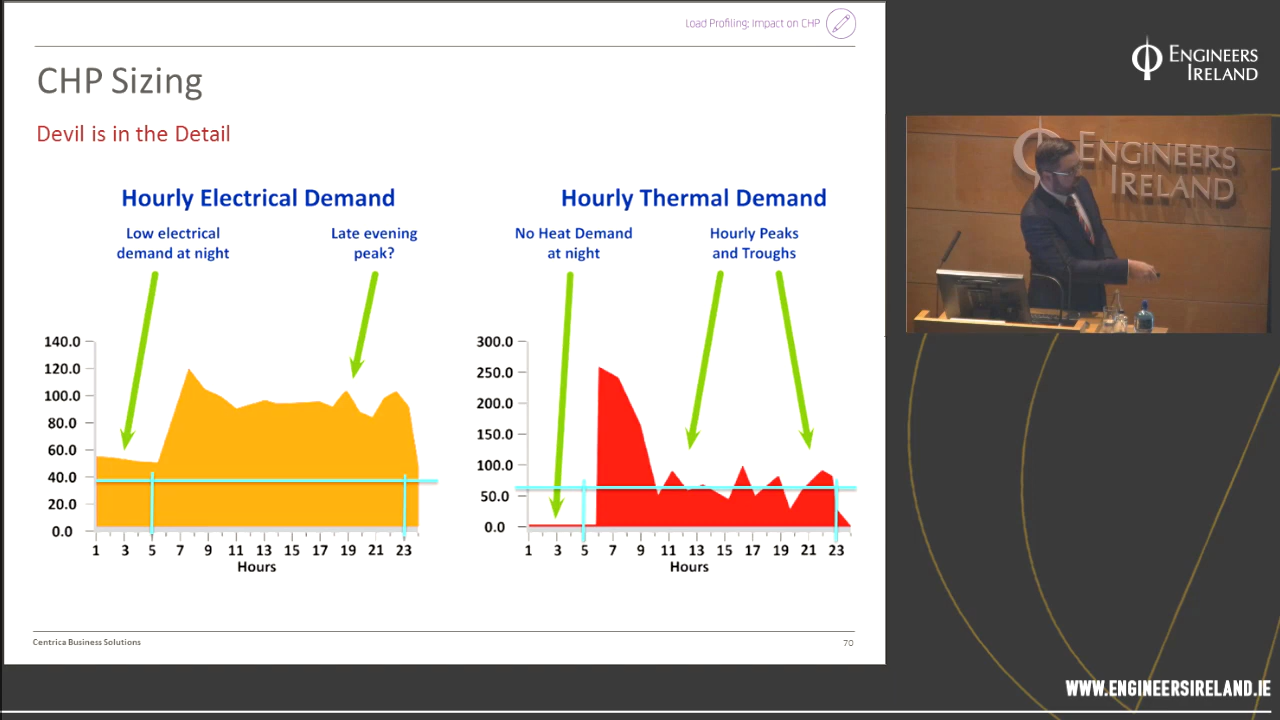 Load Profiling: Impact on CHP
CHP Sizing
Devil is in the Detail
Hourly Electrical Demand
Low electrical
demand at night
Late evening
peak?
140.0
120.0
100.0
80.0
60.0
40.0
20.0
0.0
1 3 5 7 9 11 13 15 17 19 21 23
Hours
Hourly Thermal Demand
No Heat Demand
at night
Hourly Peaks
and Troughs
300.0
250.0
200.0
150.0
100.0
50.0
0.0
1 3 5 7 9 11 13 15 17 19 21 23
Hours
Centrica Business Solutions
70
ENGINEERS
IRELAND
ENGINEERS
IRELAND
WWW.ENGINEERSIRELAND.IE